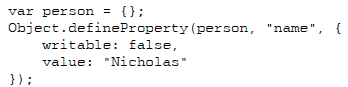 var person = {};
Object.defineProperty(person, "name", {
    writable: false,
    value: "Nicholas"
});